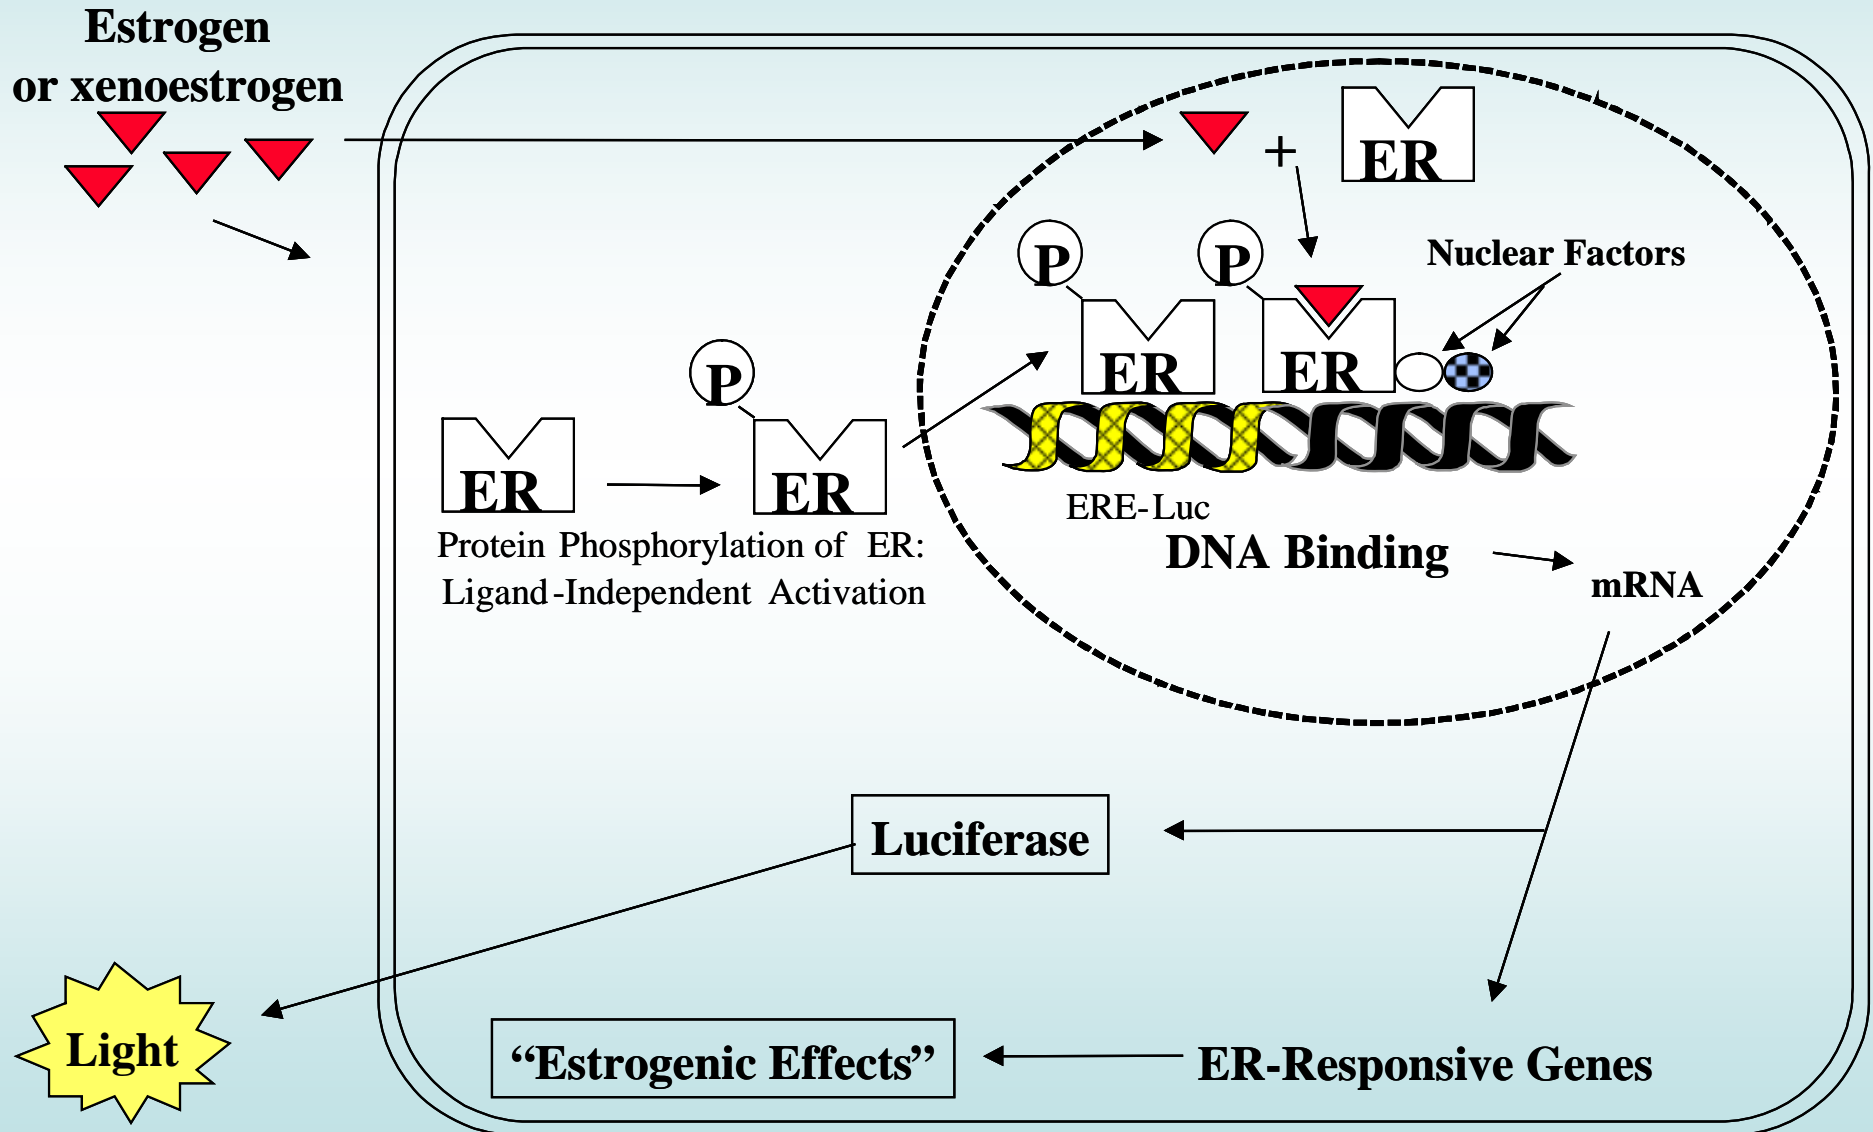 Estrogen
or xenoestrogen
+
ER
P
P
Nuclear Factors
ER
ER
P
ER
ER
ERE-Luc
Protein Phosphorylation of ER:
Ligand-Independent Activation
DNA Binding
mRNA
Luciferase
Light
“Estrogenic Effects”
ER-Responsive Genes